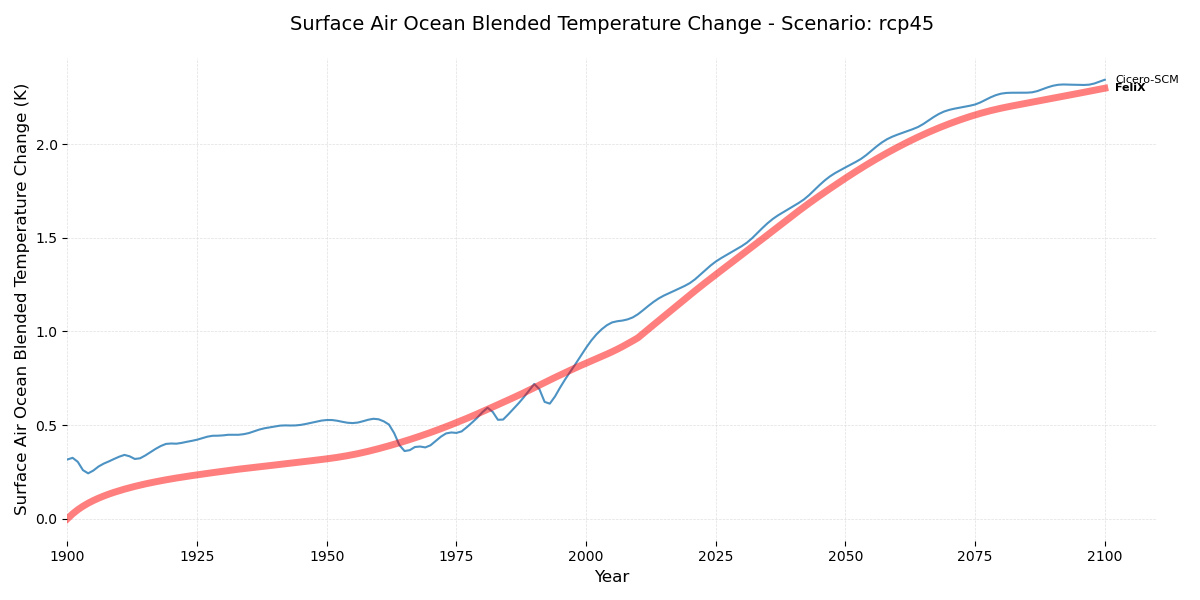 Surface Air Ocean Blended Temperature Change - Scenario: rcp45
Surface Air Ocean Blended Temperature Change (K)
2.0
1.5
1.0
0.5
0.0
Cicero-SCM
FeliX
1900 1925 1950 1975 2000 2025 2050 2075 2100
Year